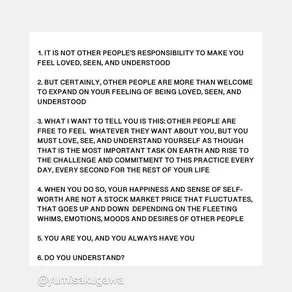 1. IT IS NOT OTHER PEOPLE'S RESPONSIBILITY TO MAKE YOU
FEEL LOVED, SEEN, AND UNDERSTOOD
2. BUT CERTAINLY, OTHER PEOPLE ARE MORE THAN WELCOME
TO EXPAND ON YOUR FEELING OF BEING LOVED, SEEN, AND
UNDERSTOOD
3. WHAT I WANT TO TELL YOU IS THIS: OTHER PEOPLE ARE
FREE TO FEEL WHATEVER THEY WANT ABOUT YOU, BUT YOU
MUST LOVE, SEE, AND UNDERSTAND YOURSELF AS THOUGH
THAT IS THE MOST IMPORTANT TASK ON EARTH AND RISE TO
THE CHALLENGE AND COMMITMENT TO THIS PRACTICE EVERY
DAY, EVERY SECOND FOR THE REST OF YOUR LIFE
4. WHEN YOU DO SO, YOUR HAPPINESS AND SENSE OF SELF-
WORTH ARE NOT A STOCK MARKET PRICE THAT FLUCTUATES,
THAT GOES UP AND DOWN DEPENDING ON THE FLEETING
WHIMS, EMOTIONS, MOODS AND DESIRES OF OTHER PEOPLE
5. YOU ARE YOU, AND YOU ALWAYS HAVE YOU
6. DO YOU UNDERSTAND?
@yumisakugawa